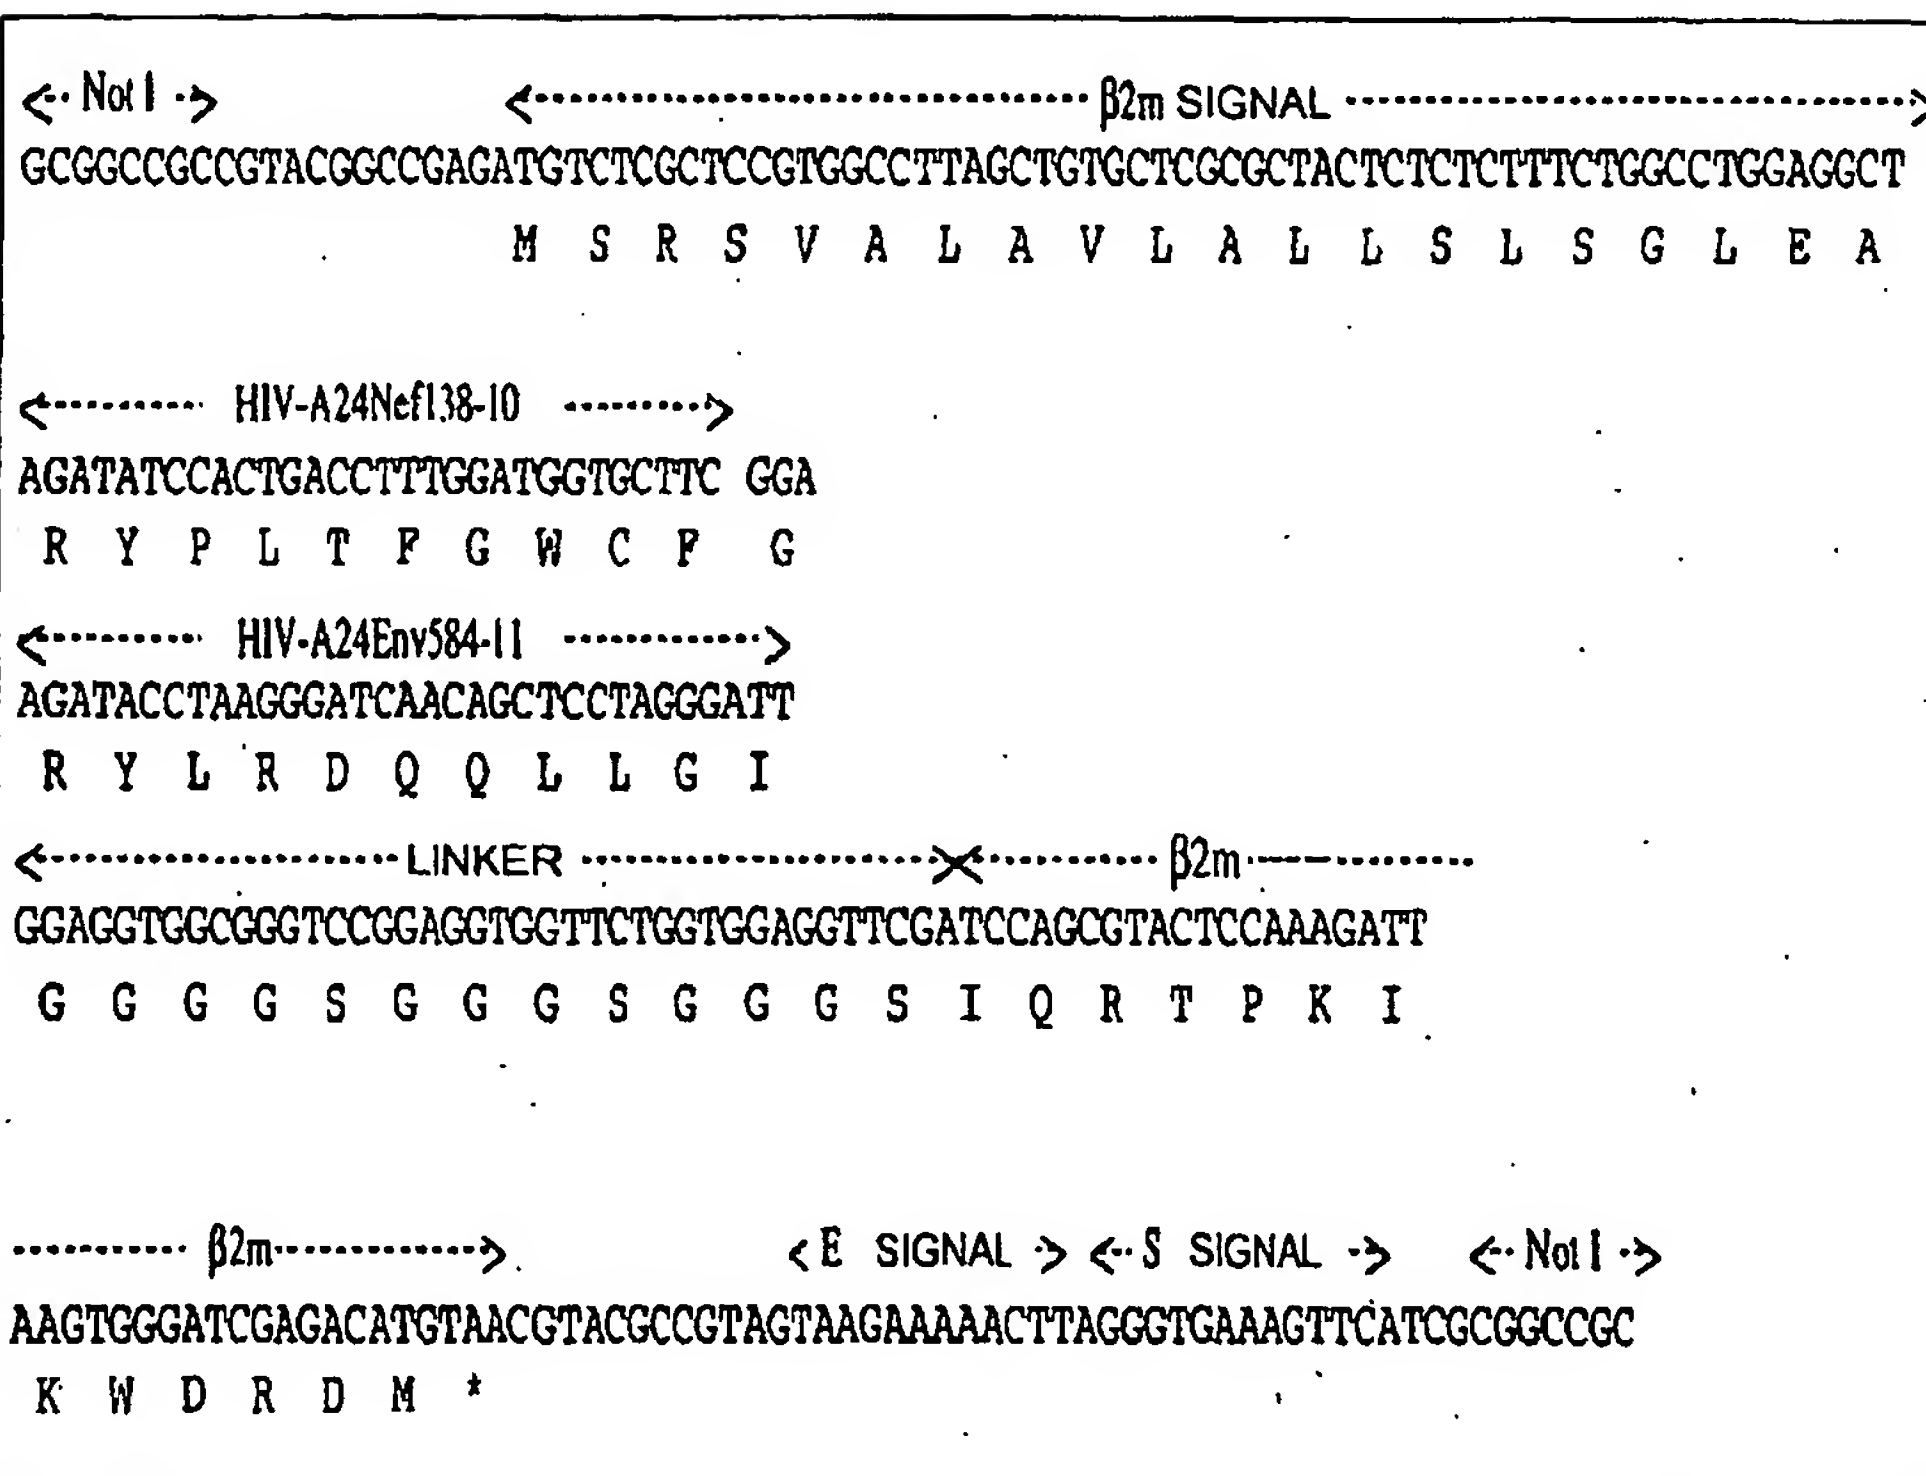 <·· Not I ··> <·················· β2m SIGNAL ··················>
GCGGCCGCCGTACGGCCGAGATGTCTCGCTCCGTGGCCTTAGCTGTGCTCGCGCTACTCTCTCTTTCTGGCCTGGAGGCT
M S R S V A L A V L A L L S L S G L E A
<·········· HIV-A24Nef138-10 ··········>
AGATATCCACTGACCTTTGGATGGTGCTTC GGA
R Y P L T F G W C F G
<·········· HIV-A24Env584-11 ············>
AGATACCTAAGGGATCAACAGCTCCTAGGGATT
R Y L R D Q Q L L G I
<····················LINKER ····················><·········· β2m··············
GGAGGTGGCGGGTCCGGAGGTGGTTCTGGTGGAGGTTCGATCCAGCGTACTCCAAAGATT
G G G G S G G G S G G G S I Q R T P K I
·········· β2m············> <E SIGNAL ·> <·· S SIGNAL ··> <·· Not I ··>
AAGTGGGATCGAGACATGTAACGTACGCCGTAGTAAGAAAAACTTAGGGTGAAAGTTCATCGCGGCCGC
K W D R D M *